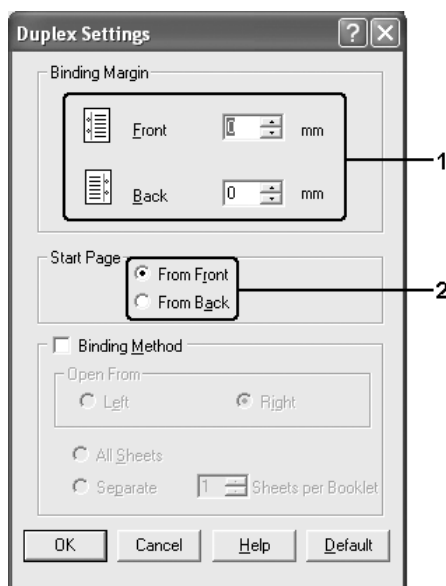 Duplex Settings
Binding Margin
Front 0 mm
1
Back 0 mm
Start Page
From Front
2
From Back
Binding Method
Open From
Left Right
All Sheets
Separate 1 Sheets per Booklet
OK Cancel Help Default